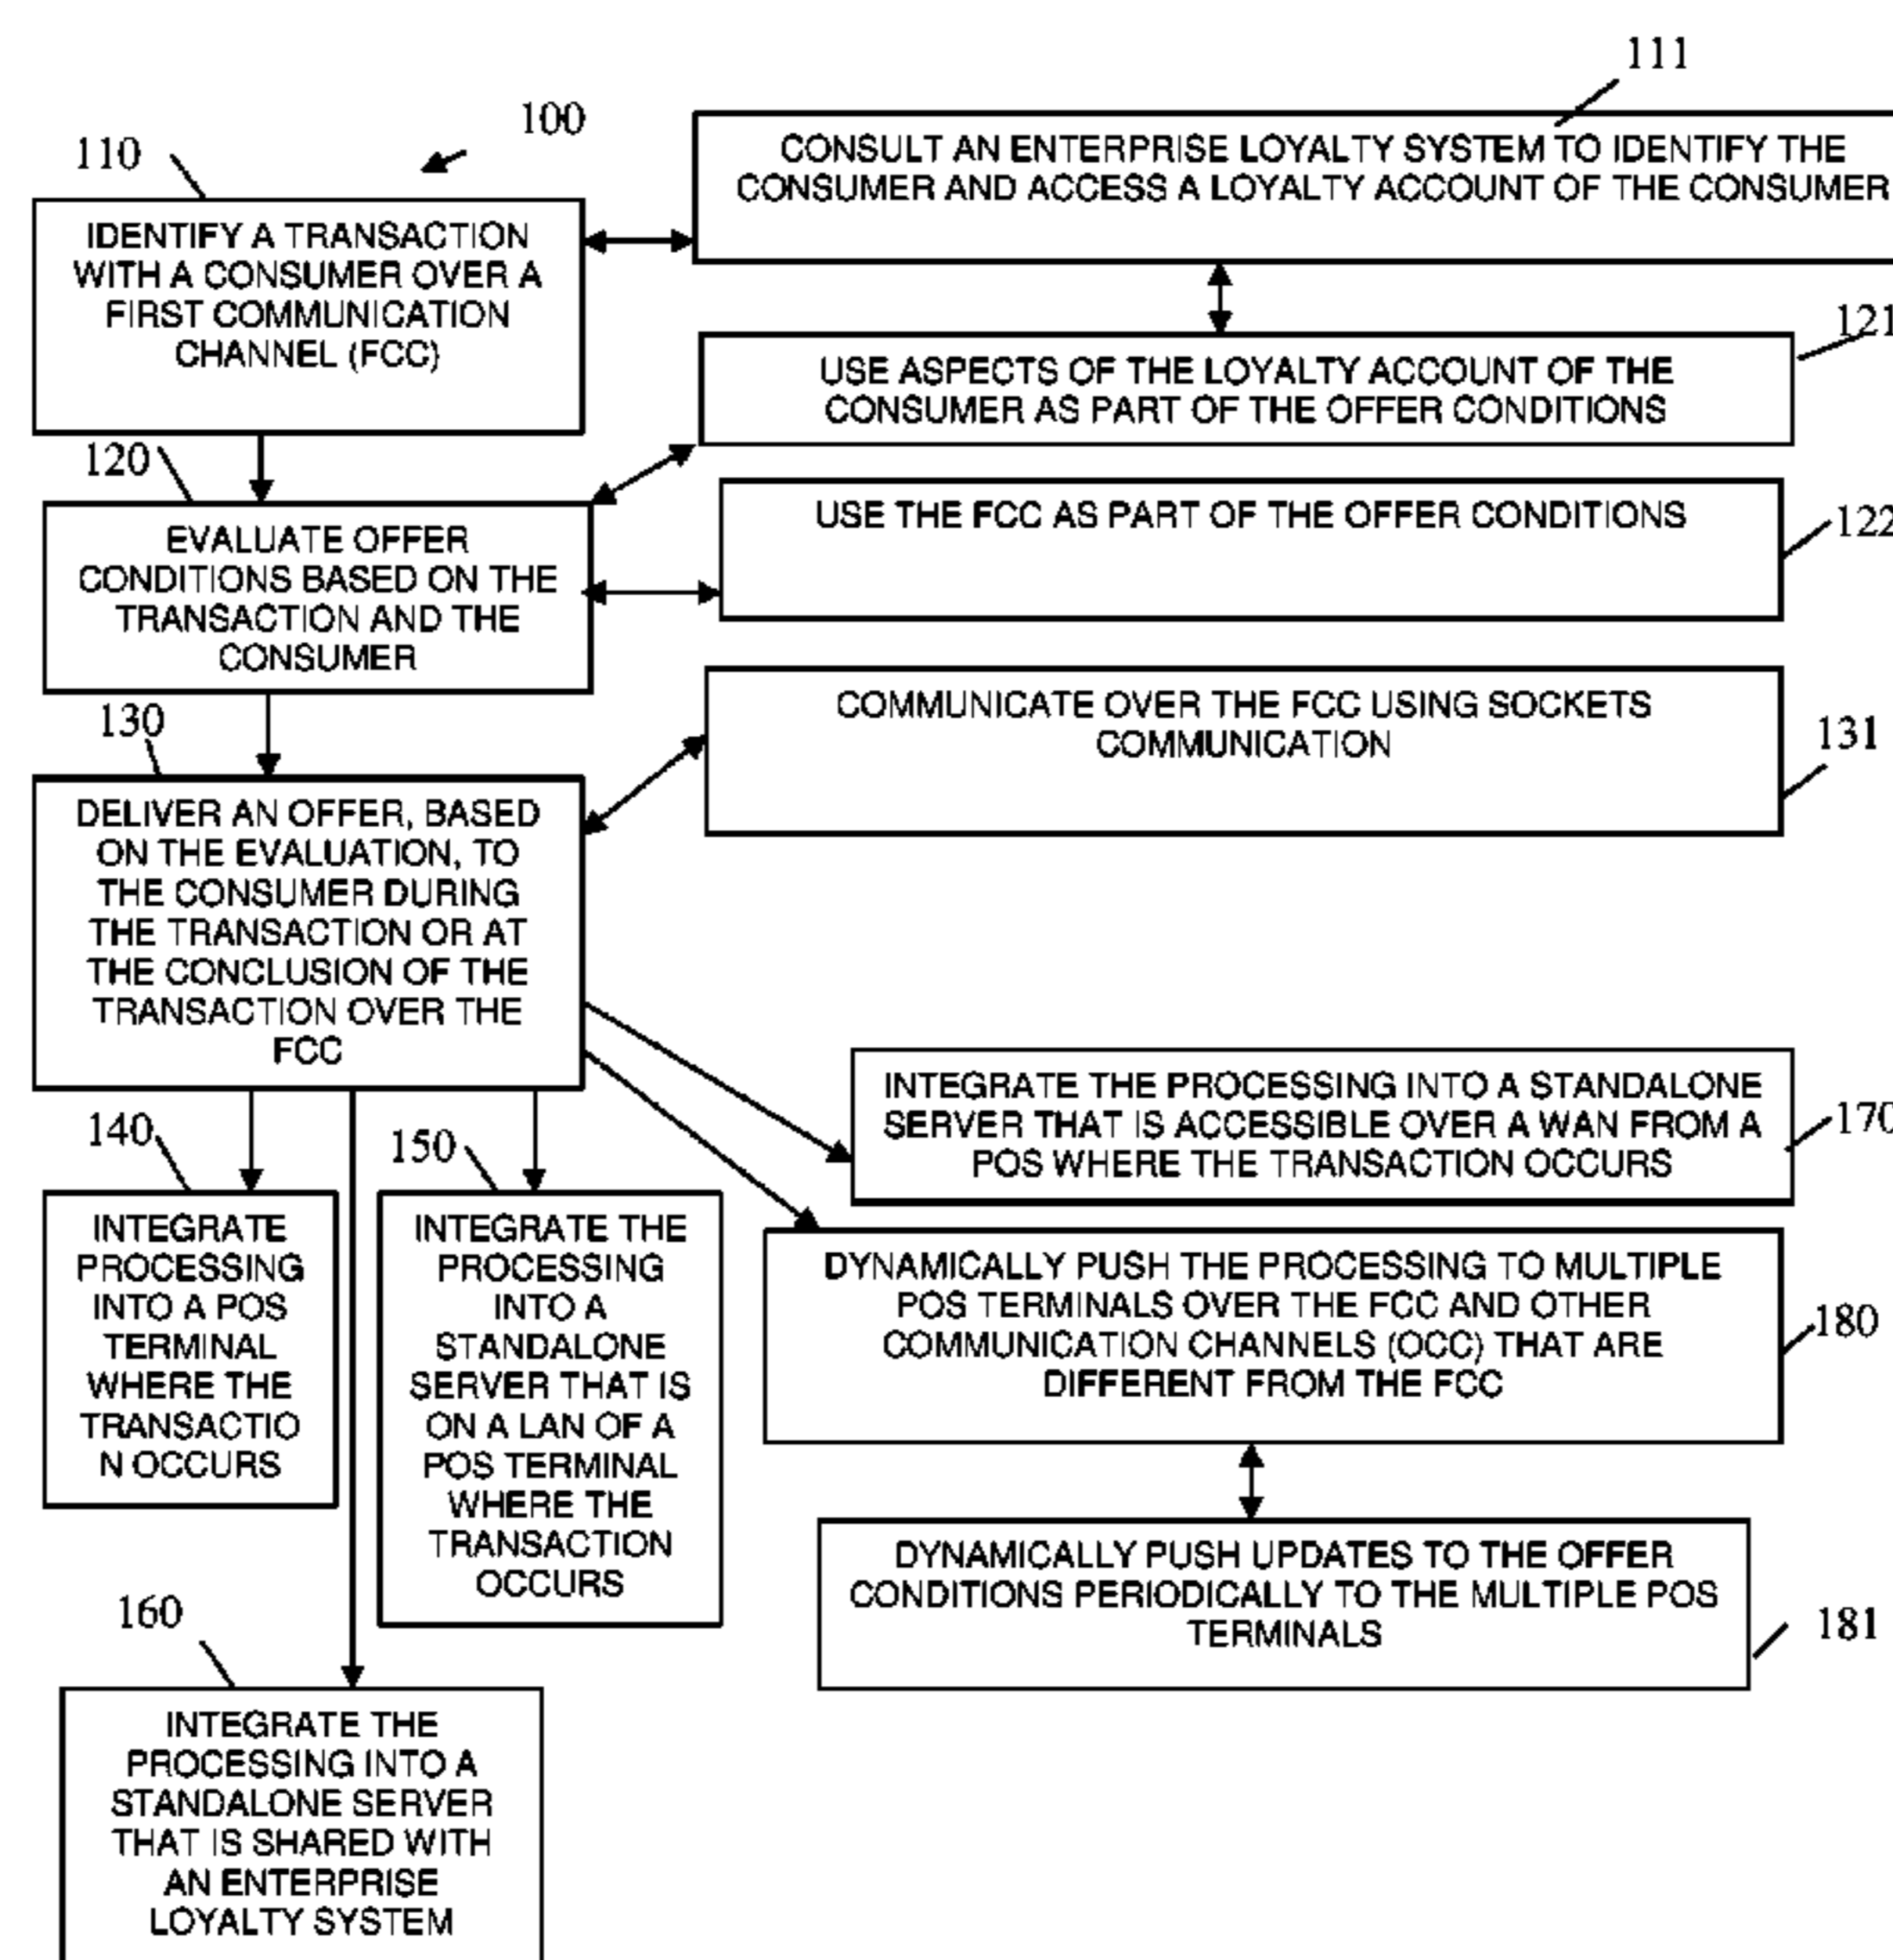 111
100
110
CONSULT AN ENTERPRISE LOYALTY SYSTEM TO IDENTIFY THE
CONSUMER AND ACCESS A LOYALTY ACCOUNT OF THE CONSUMER
IDENTIFY A TRANSACTION
WITH A CONSUMER OVER A
FIRST COMMUNICATION
CHANNEL (FCC)
121
USE ASPECTS OF THE LOYALTY ACCOUNT OF THE
CONSUMER AS PART OF THE OFFER CONDITIONS
120
EVALUATE OFFER
CONDITIONS BASED ON THE
TRANSACTION AND THE
CONSUMER
USE THE FCC AS PART OF THE OFFER CONDITIONS
122
130
COMMUNICATE OVER THE FCC USING SOCKETS
COMMUNICATION
131
DELIVER AN OFFER, BASED
ON THE EVALUATION, TO
THE CONSUMER DURING
THE TRANSACTION OR AT
THE CONCLUSION OF THE
TRANSACTION OVER THE
FCC
INTEGRATE THE PROCESSING INTO A STANDALONE
SERVER THAT IS ACCESSIBLE OVER A WAN FROM A
POS WHERE THE TRANSACTION OCCURS
170
140
150
INTEGRATE
PROCESSING
INTO A POS
TERMINAL
WHERE THE
TRANSACTIO
N OCCURS
INTEGRATE THE
PROCESSING
INTO A
STANDALONE
SERVER THAT IS
ON A LAN OF A
POS TERMINAL
WHERE THE
TRANSACTION
OCCURS
DYNAMICALLY PUSH THE PROCESSING TO MULTIPLE
POS TERMINALS OVER THE FCC AND OTHER
COMMUNICATION CHANNELS (OCC) THAT ARE
DIFFERENT FROM THE FCC
180
DYNAMICALLY PUSH UPDATES TO THE OFFER
CONDITIONS PERIODICALLY TO THE MULTIPLE POS
TERMINALS
181
160
INTEGRATE THE
PROCESSING INTO A
STANDALONE SERVER
THAT IS SHARED WITH
AN ENTERPRISE
LOYALTY SYSTEM